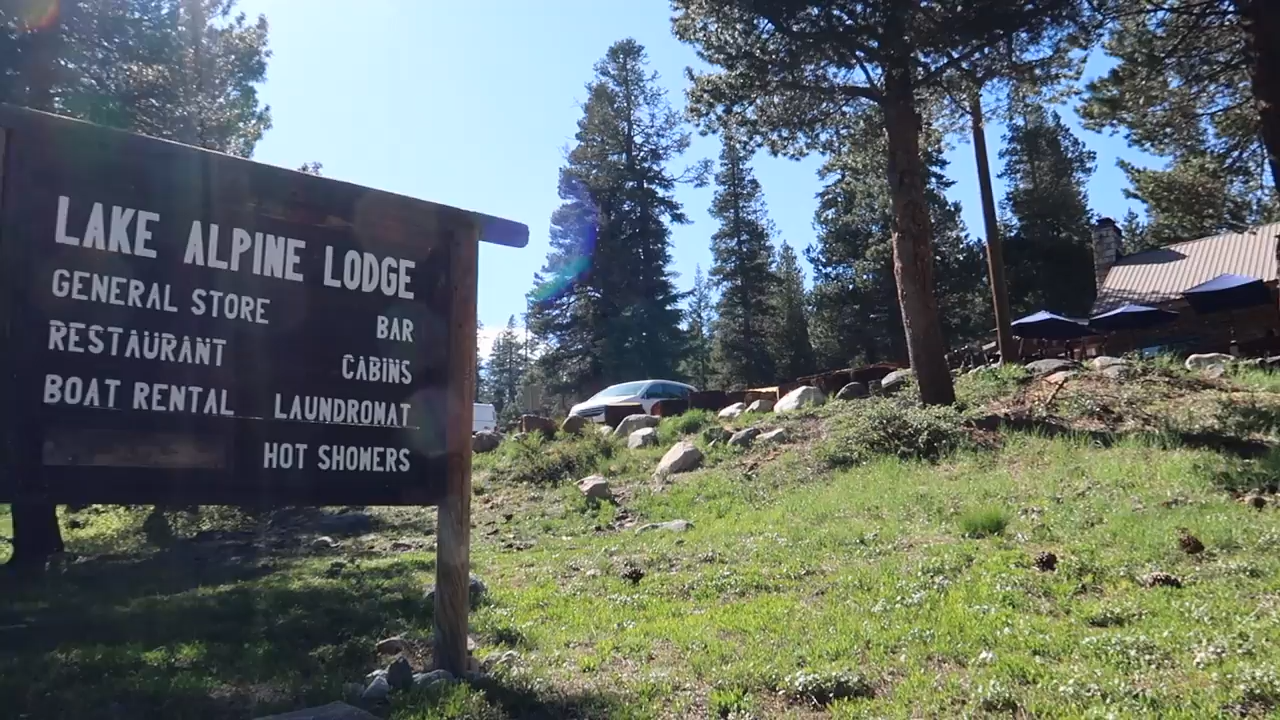 LAKE ALPINE LODGE
GENERAL STORE
BAR
RESTAURANT
CABINS
BOAT RENTAL
LAUNDROMAT
HOT SHOWERS